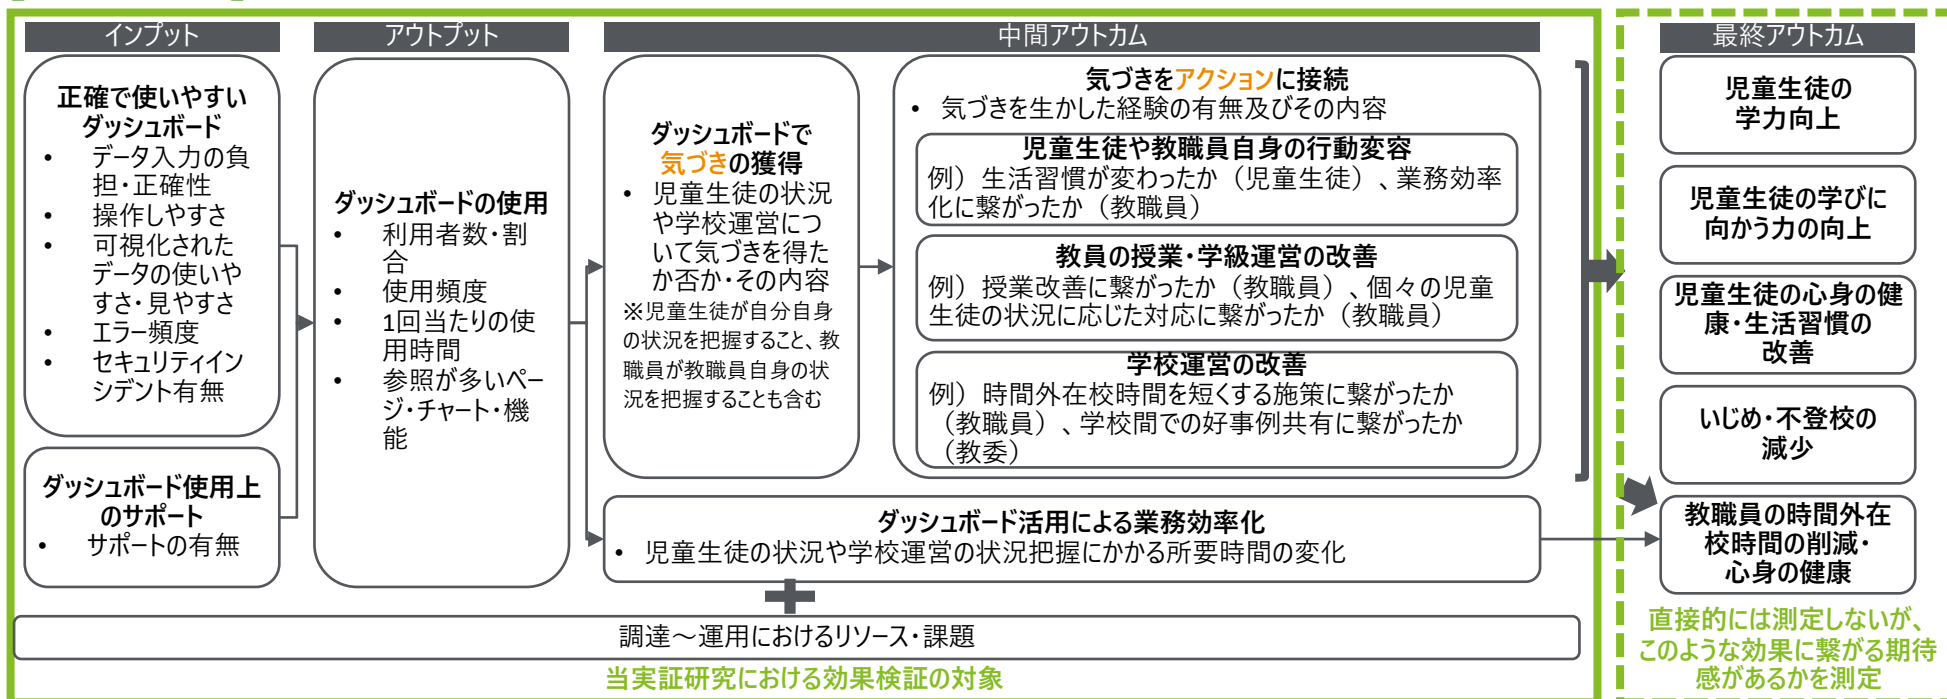 インプット
正確で使いやすい
ダッシュボード
• データ入力の負
担・正確性
• 操作しやすさ
• 可視化された
データの使いや
すさ・見やすさ
• エラー頻度
• セキュリティイン
シデント有無
ダッシュボード使用上
のサポート
• サポートの有無
アウトプット
ダッシュボードの使用
• 利用者数・割
合
• 使用頻度
• 1回当たりの使
用時間
• 参照が多いペー
ジ・チャート・機
能
中間アウトカム
ダッシュボードで
気づきの獲得
• 児童生徒の状況
や学校運営につ
いて気づきを得た
か否か・その内容
※児童生徒が自分自身
の状況を把握すること、教
職員が教職員自身の状
況を把握することも含む
気づきをアクションに接続
• 気づきを生かした経験の有無及びその内容
児童生徒や教職員自身の行動変容
例）生活習慣が変わったか（児童生徒）、業務効率
化に繋がったか（教職員）
教員の授業・学級運営の改善
例）授業改善に繋がったか（教職員）、個々の児童
生徒の状況に応じた対応に繋がったか（教職員）
学校運営の改善
例）時間外在校時間を短くする施策に繋がったか
（教職員）、学校間での好事例共有に繋がったか
（教委）
ダッシュボード活用による業務効率化
• 児童生徒の状況や学校運営の状況把握にかかる所要時間の変化
調達～運用におけるリソース・課題
当実証研究における効果検証の対象
最終アウトカム
児童生徒の
学力向上
児童生徒の学びに
向かう力の向上
児童生徒の心身の健
康・生活習慣の
改善
いじめ・不登校の
減少
教職員の時間外在
校時間の削減・
心身の健康
直接的には測定しないが、
このような効果に繋がる期待
感があるかを測定